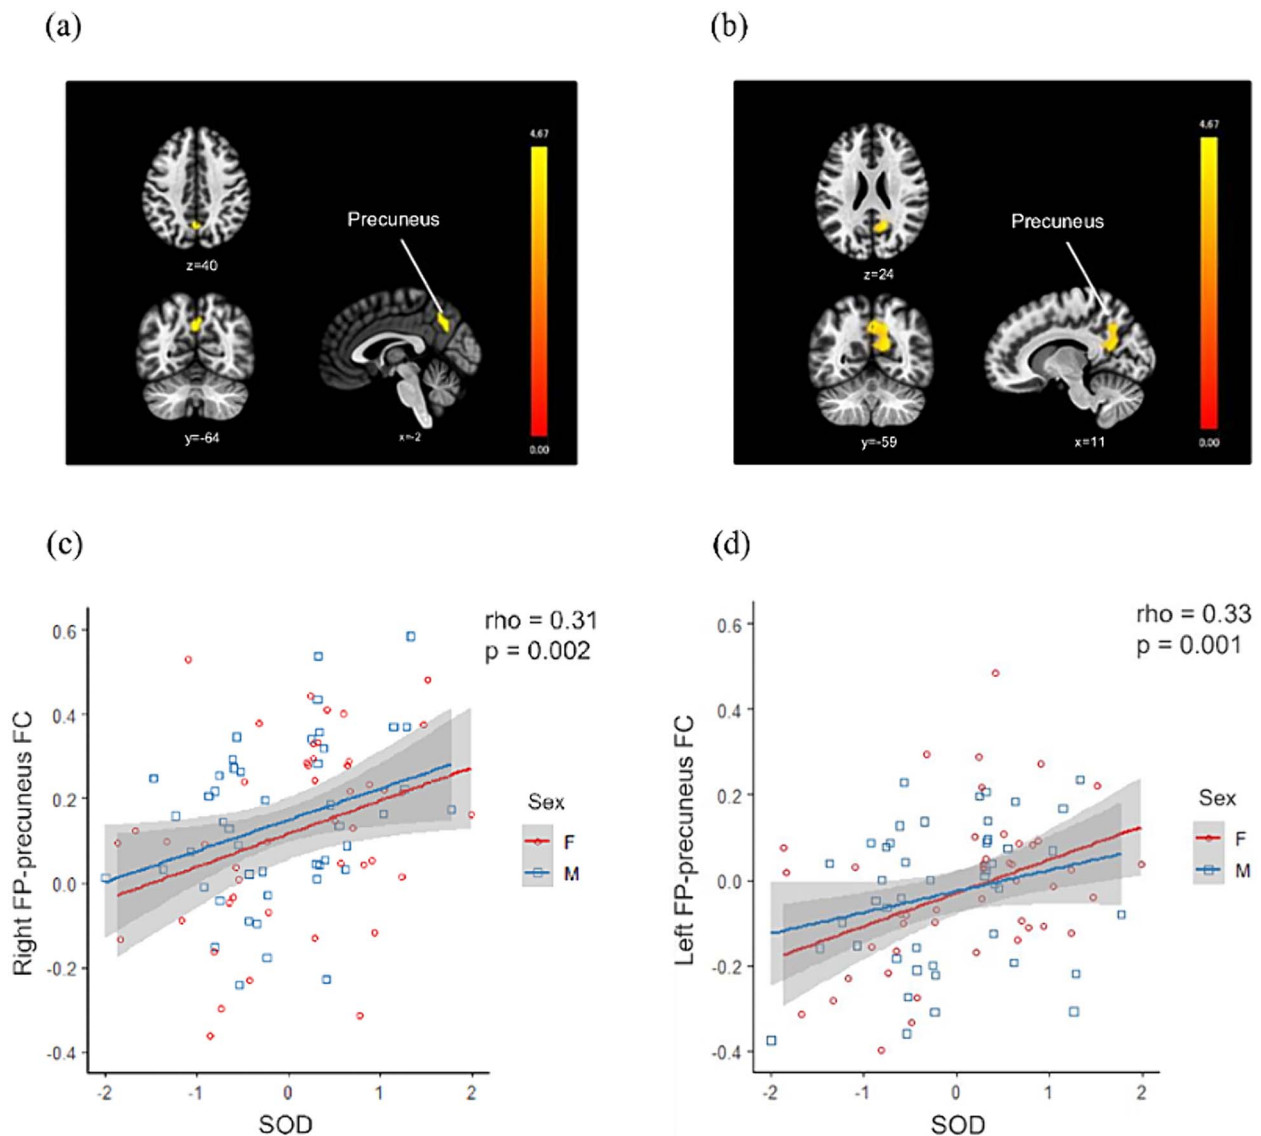 (a)
(b)
4.67
Precuneus
z=40
y=-64
x=-2
0.00
4.67
Precuneus
z=24
y=-59
x=11
0.00
(c)
(d)
rho = 0.31
p = 0.002
Right FP-precuneus FC
0.6
0.4
0.2
0.0
-0.2
-0.4
-2
-1
0
1
2
SOD
Sex
F
M
rho = 0.33
p = 0.001
Left FP-precuneus FC
0.6
0.4
0.2
0.0
-0.2
-0.4
-2
-1
0
1
2
SOD
Sex
F
M